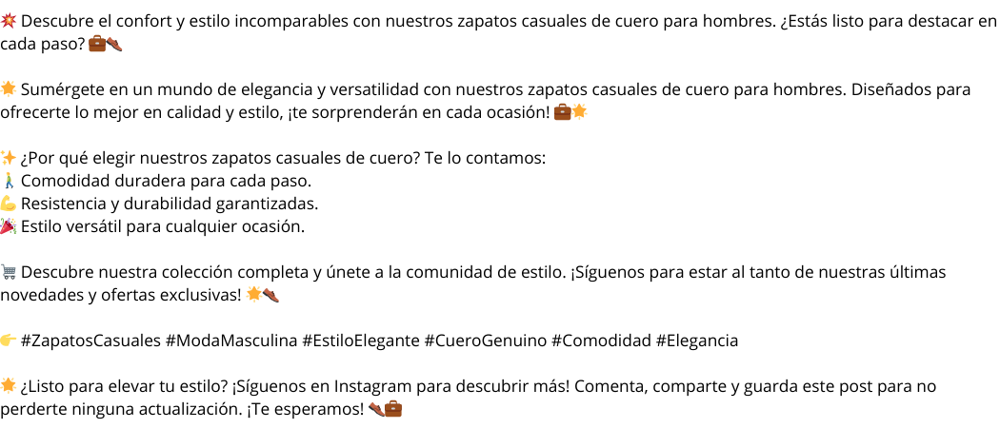 💥 Descubre el confort y estilo incomparables con nuestros zapatos casuales de cuero para hombres. ¿Estás listo para destacar en
cada paso? 💼👞
🌟 Sumérgete en un mundo de elegancia y versatilidad con nuestros zapatos casuales de cuero para hombres. Diseñados para
ofrecerte lo mejor en calidad y estilo, ¡te sorprenderán en cada ocasión! 💼🌟
✨ ¿Por qué elegir nuestros zapatos casuales de cuero? Te lo contamos:
🚶‍♂️ Comodidad duradera para cada paso.
💪 Resistencia y durabilidad garantizadas.
🎉 Estilo versátil para cualquier ocasión.
🛒 Descubre nuestra colección completa y únete a la comunidad de estilo. ¡Síguenos para estar al tanto de nuestras últimas
novedades y ofertas exclusivas! 🌟👞
👉 #ZapatosCasuales #ModaMasculina #EstiloElegante #CueroGenuino #Comodidad #Elegancia
🌟 ¿Listo para elevar tu estilo? ¡Síguenos en Instagram para descubrir más! Comenta, comparte y guarda este post para no
perderte ninguna actualización. ¡Te esperamos! 👞💼